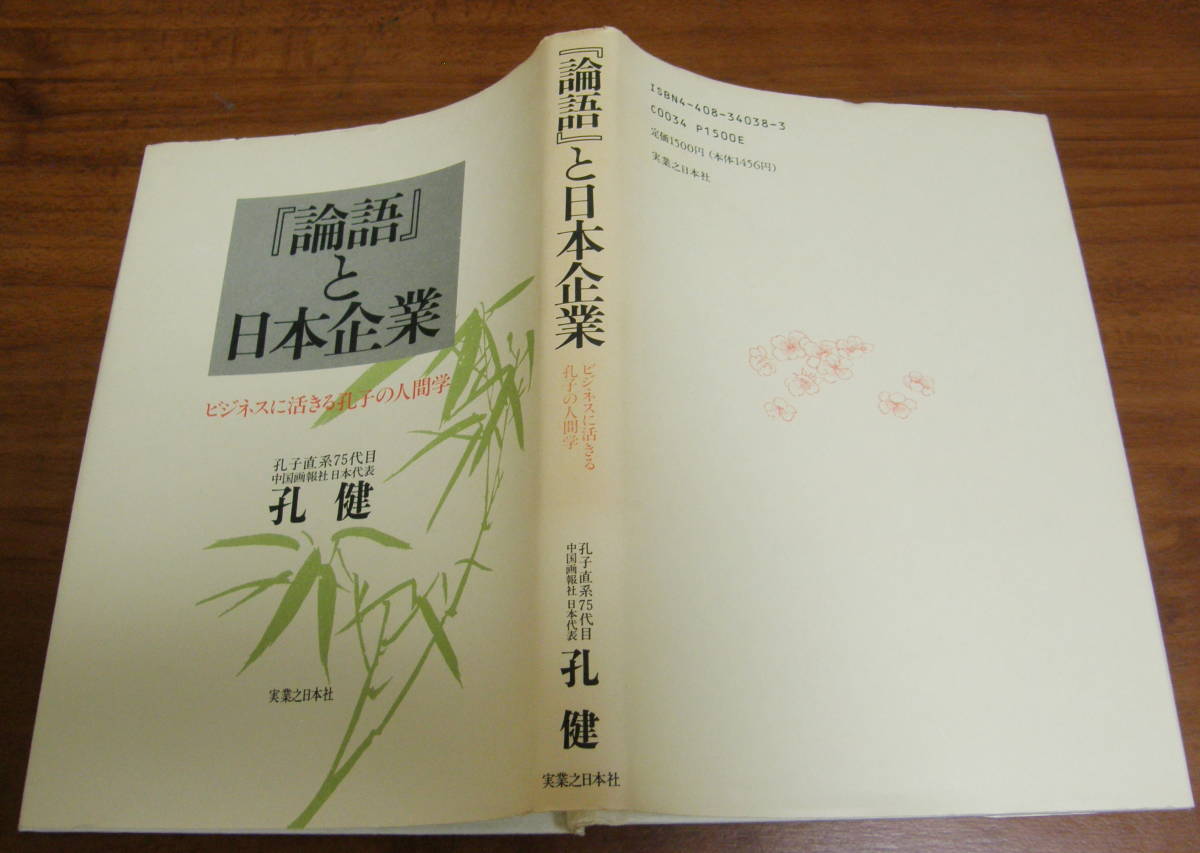 『論語』
と
日本企業
ビジネスに活きる孔子の人間学
孔子直系75代目
中国画報社 日本代表
孔 健
実業之日本社
『論語』と日本企業
ビジネスに活きる
孔子の人間学
孔子直系75代目
中国画報社 日本代表
孔 健
実業之日本社
ISBN4-408-34038-3
C0034 P1500E
定価1500円(本体1456円)
実業之日本社